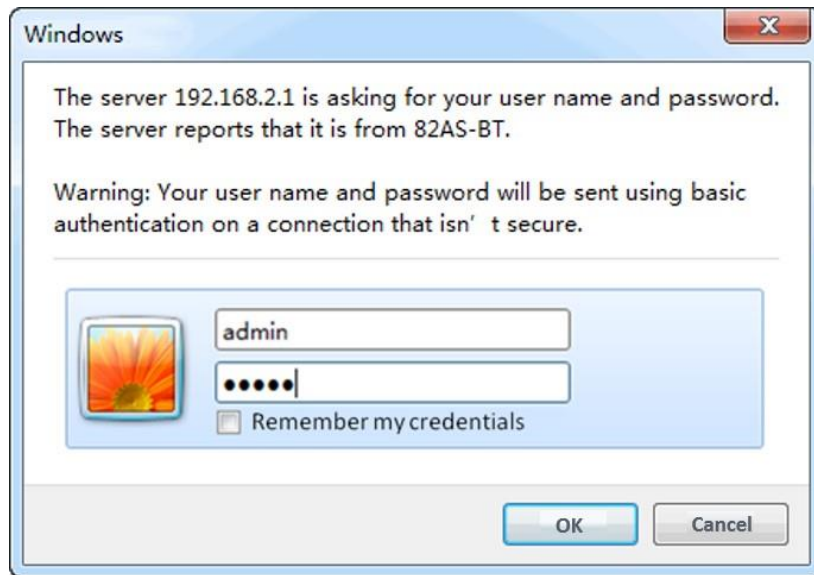 Windows
The server 192.168.2.1 is asking for your user name and password.
The server reports that it is from 82AS-BT.
Warning: Your user name and password will be sent using basic
authentication on a connection that isn’ t secure.
admin
●●●●●
Remember my credentials
OK
Cancel